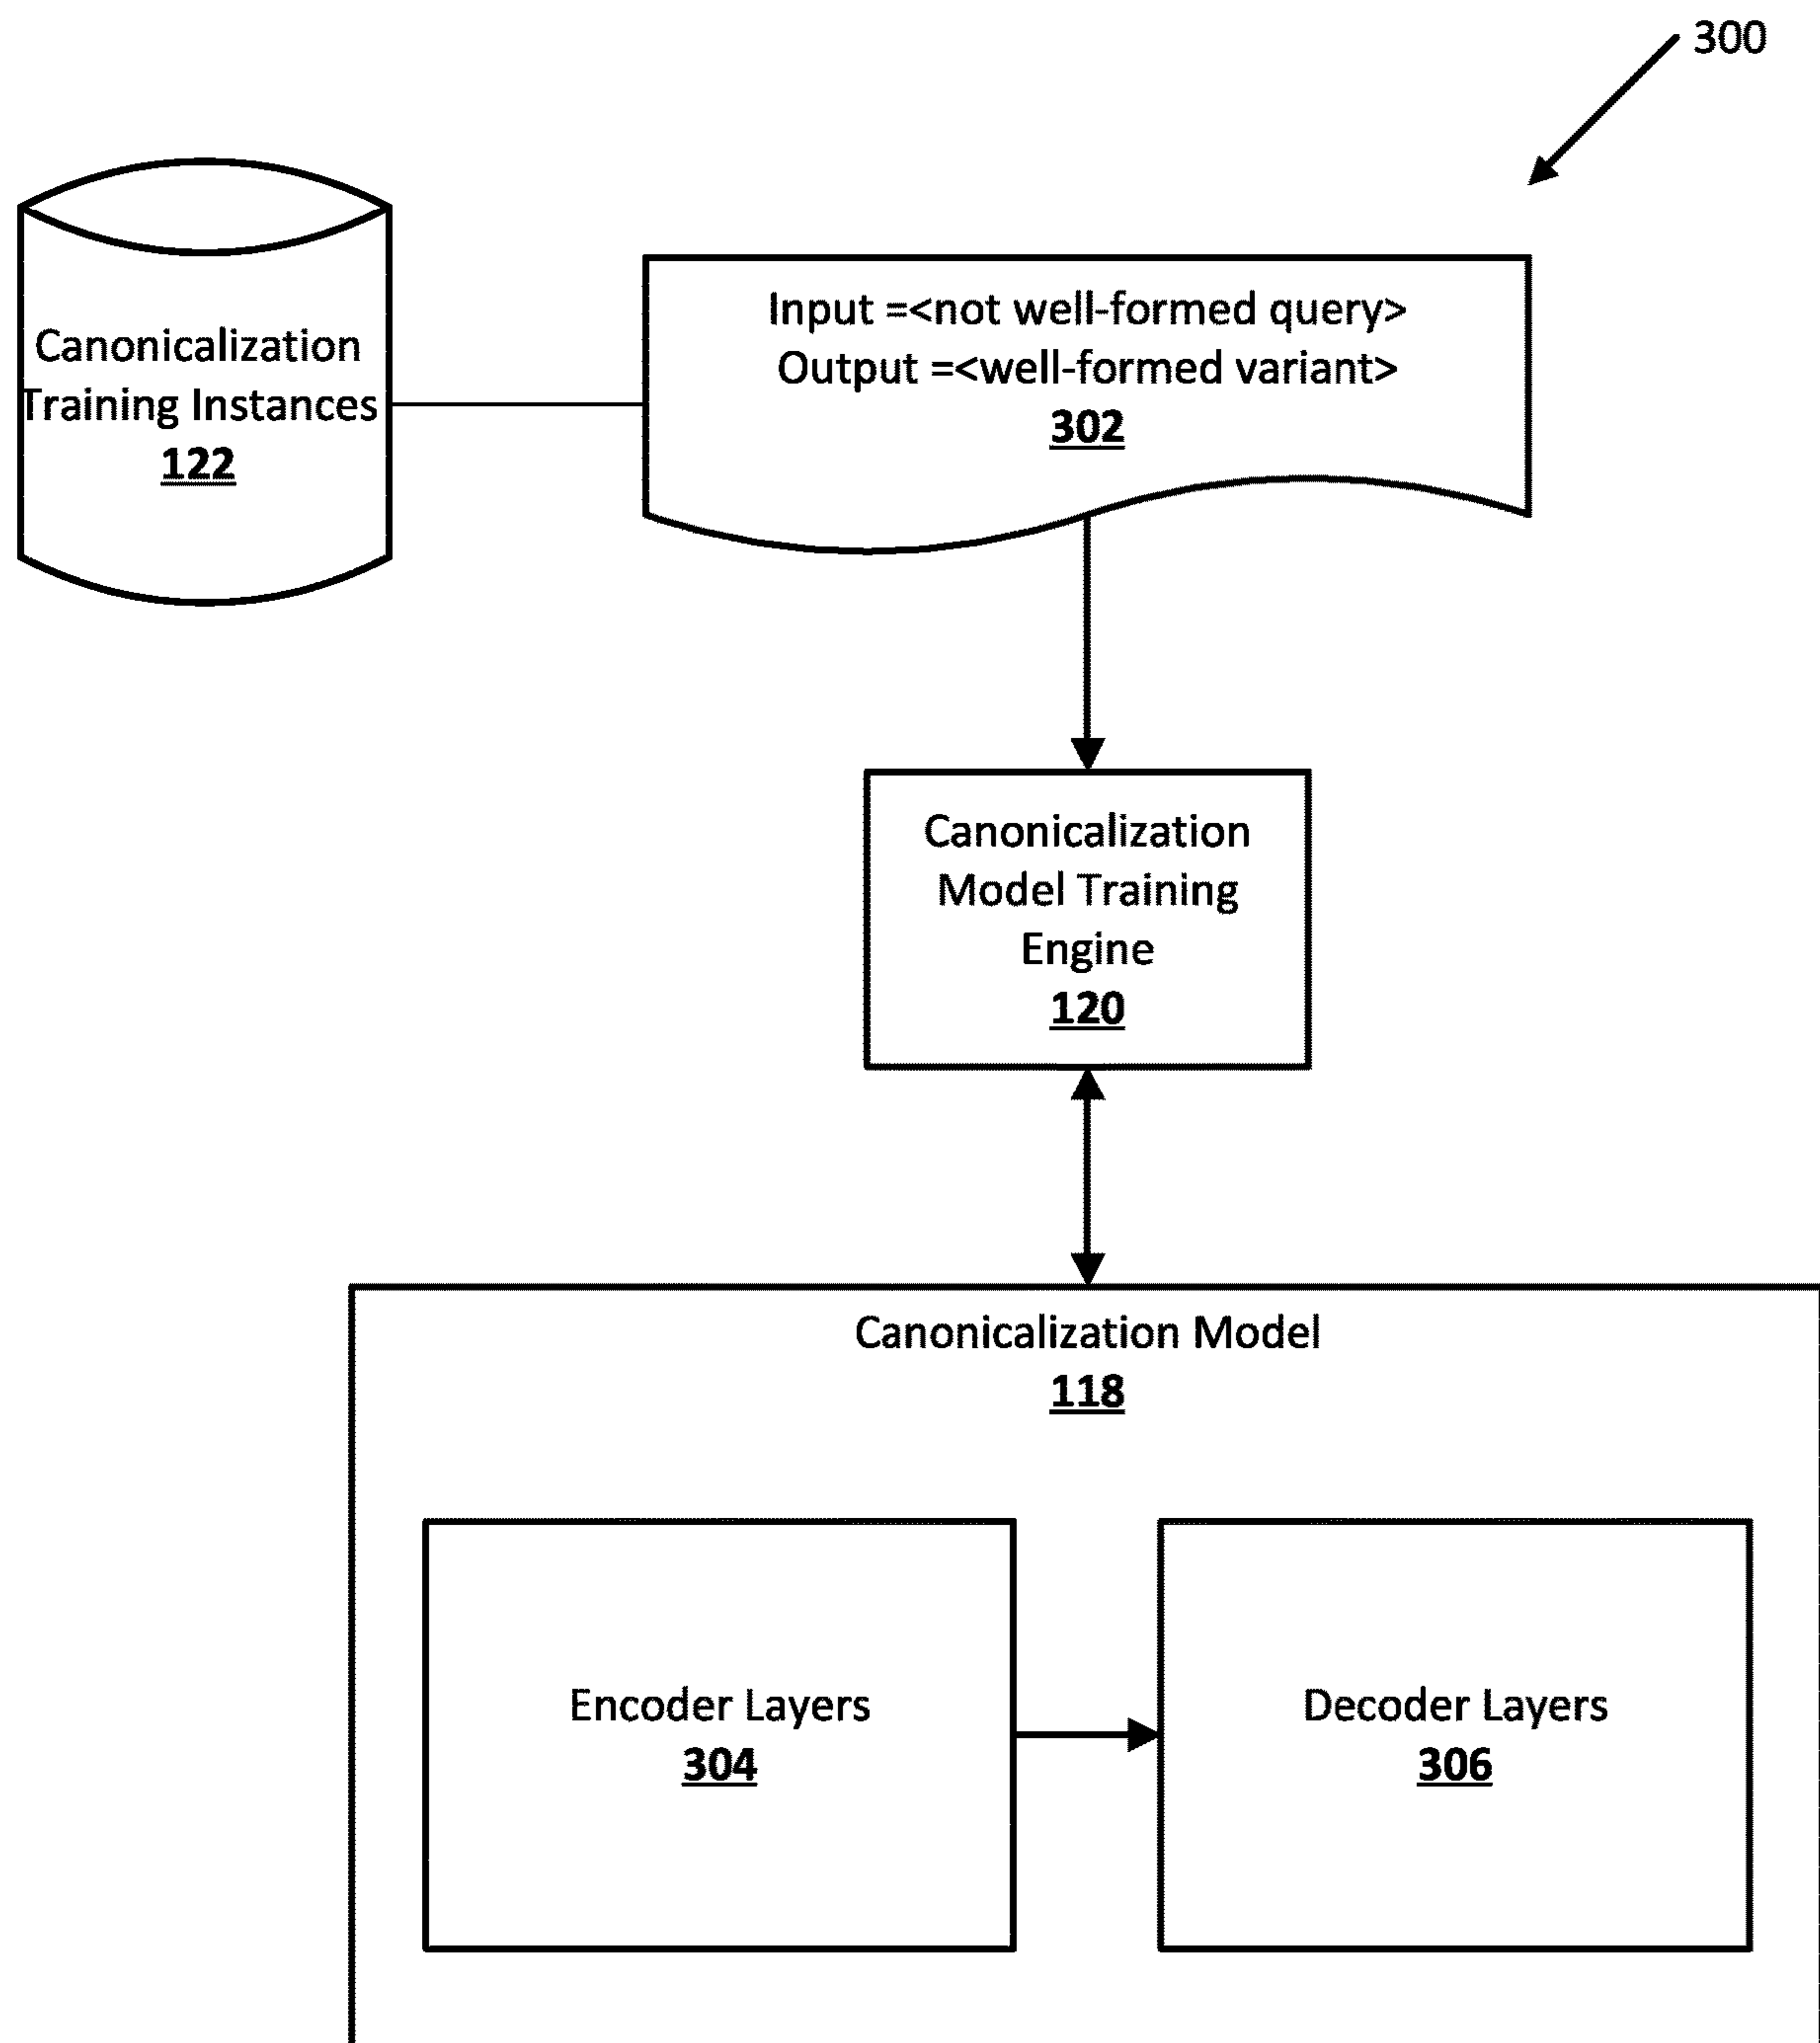 300
Input =<not well-formed query>
Output =<well-formed variant>
302
Canonicalization
Training Instances
122
Canonicalization
Model Training
Engine
120
Canonicalization Model
118
Encoder Layers
304
Decoder Layers
306